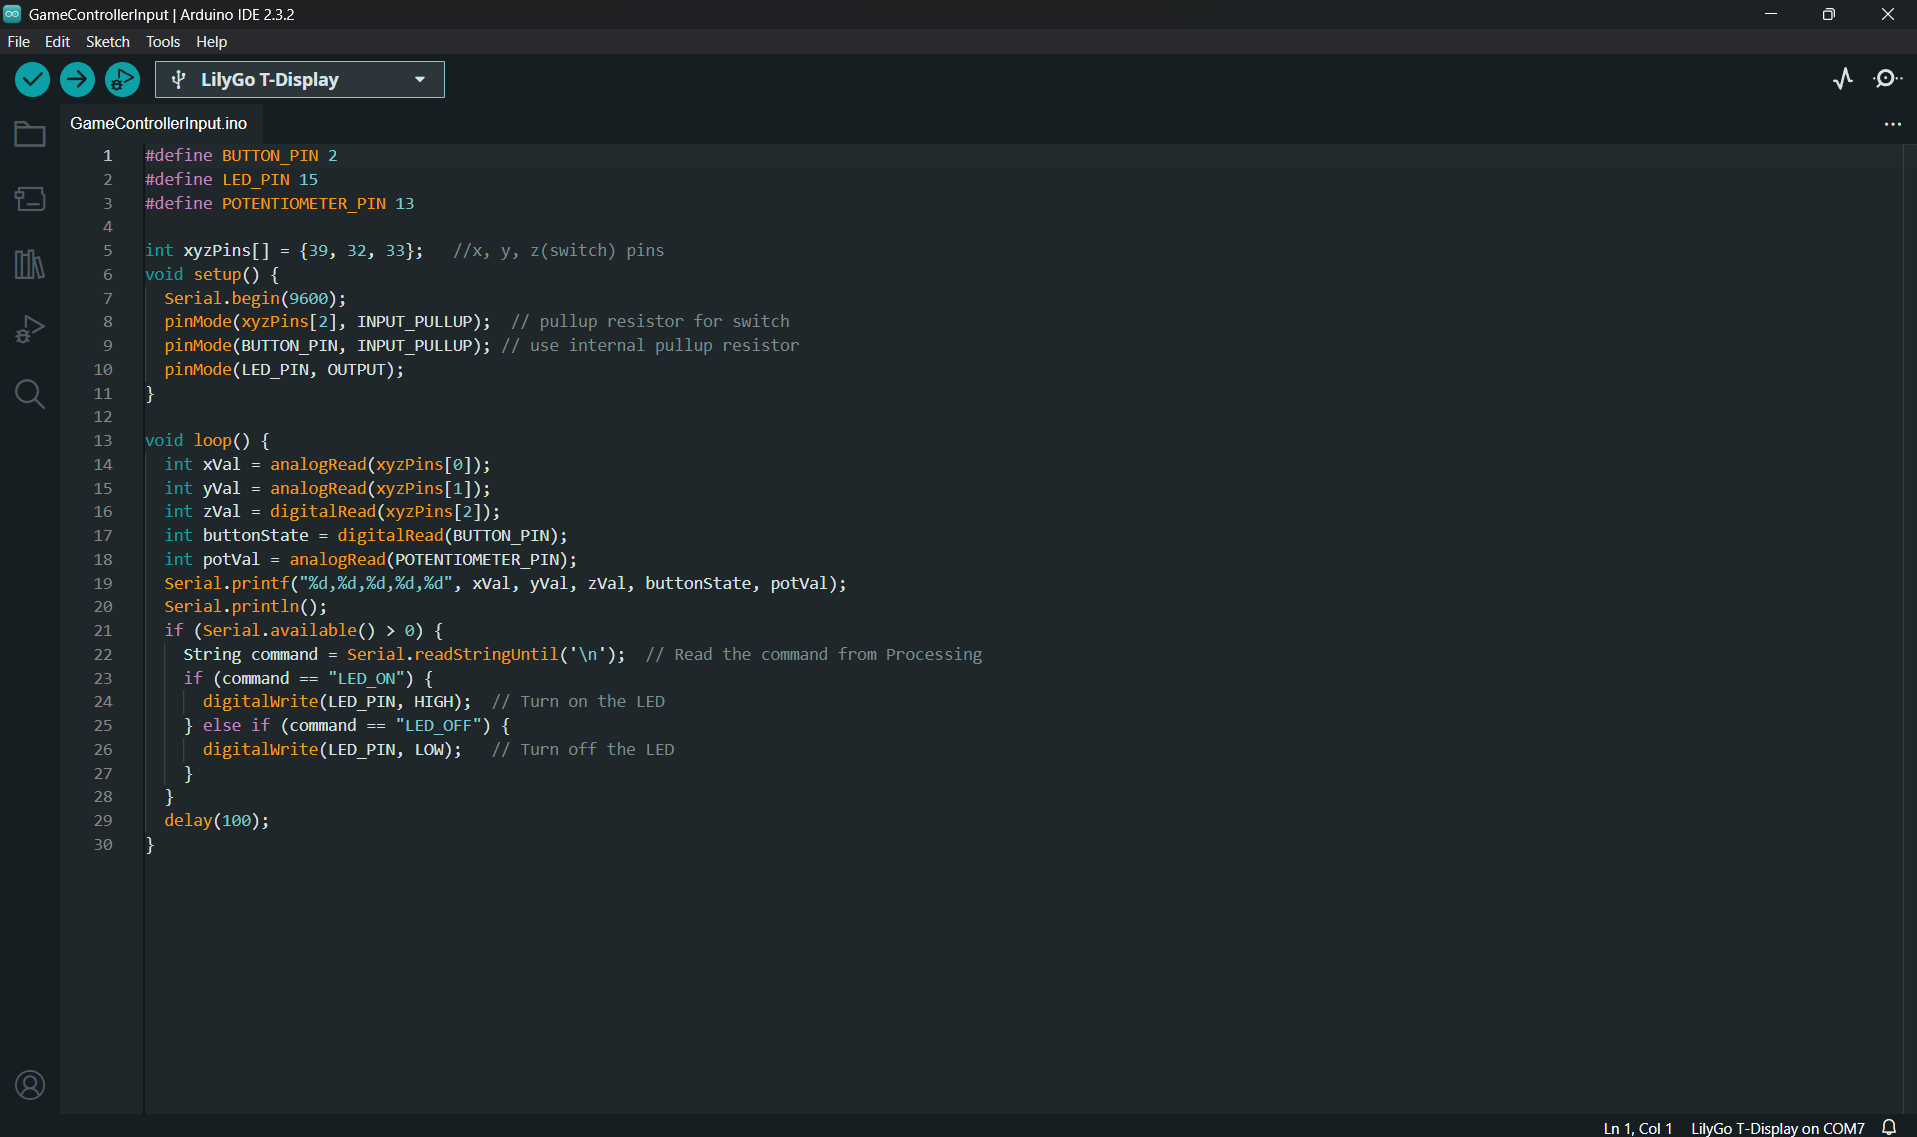 GameControllerInput | Arduino IDE 2.3.2
File Edit Sketch Tools Help
LilyGo T-Display
GameControllerInput.ino
1 #define BUTTON_PIN 2
2 #define LED_PIN 15
3 #define POTENTIOMETER_PIN 13
4
5 int xyzPins[] = {39, 32, 33};   //x, y, z(switch) pins
6 void setup() {
7   Serial.begin(9600);
8   pinMode(xyzPins[2], INPUT_PULLUP);  // pullup resistor for switch
9   pinMode(BUTTON_PIN, INPUT_PULLUP); // use internal pullup resistor
10   pinMode(LED_PIN, OUTPUT);
11 }
12
13 void loop() {
14   int xVal = analogRead(xyzPins[0]);
15   int yVal = analogRead(xyzPins[1]);
16   int zVal = digitalRead(xyzPins[2]);
17   int buttonState = digitalRead(BUTTON_PIN);
18   int potVal = analogRead(POTENTIOMETER_PIN);
19   Serial.printf("%d,%d,%d,%d,%d", xVal, yVal, zVal, buttonState, potVal);
20   Serial.println();
21   if (Serial.available() > 0) {
22     String command = Serial.readStringUntil('\n');  // Read the command from Processing
23     if (command == "LED_ON") {
24       digitalWrite(LED_PIN, HIGH);  // Turn on the LED
25     } else if (command == "LED_OFF") {
26       digitalWrite(LED_PIN, LOW);   // Turn off the LED
27     }
28   }
29   delay(100);
30 }
Ln 1, Col 1 LilyGo T-Display on COM7